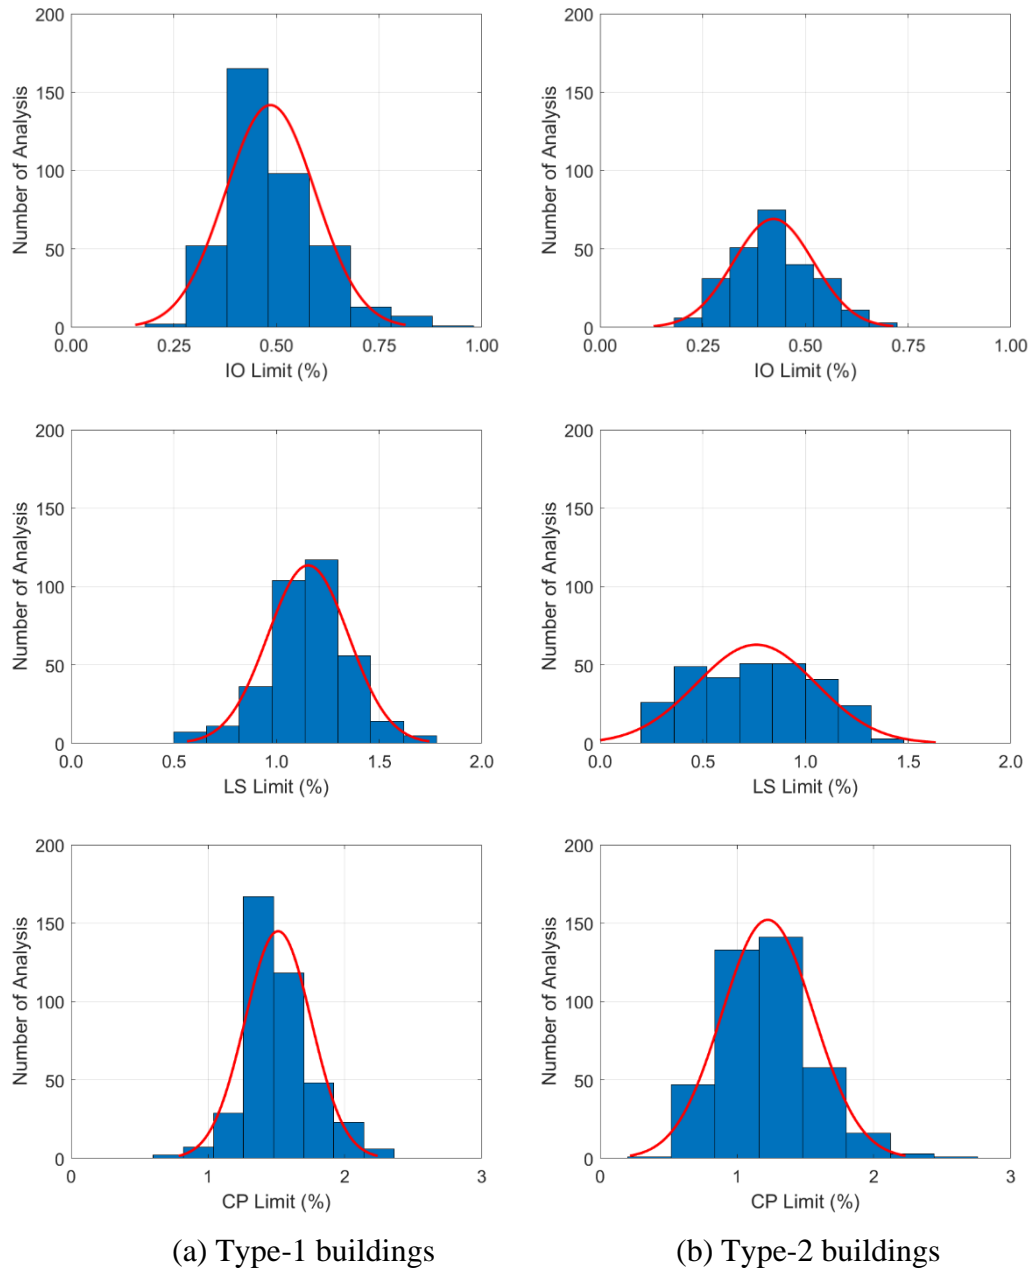 200
150
100
50
0
Number of Analysis
0.00 0.25 0.50 0.75 1.00
IO Limit (%)
200
150
100
50
0
Number of Analysis
0.00 0.25 0.50 0.75 1.00
IO Limit (%)
200
150
100
50
0
Number of Analysis
0.0 0.5 1.0 1.5 2.0
LS Limit (%)
200
150
100
50
0
Number of Analysis
0.0 0.5 1.0 1.5 2.0
LS Limit (%)
200
150
100
50
0
Number of Analysis
0 1 2 3
CP Limit (%)
200
150
100
50
0
Number of Analysis
0 1 2 3
CP Limit (%)
(a) Type-1 buildings
(b) Type-2 buildings